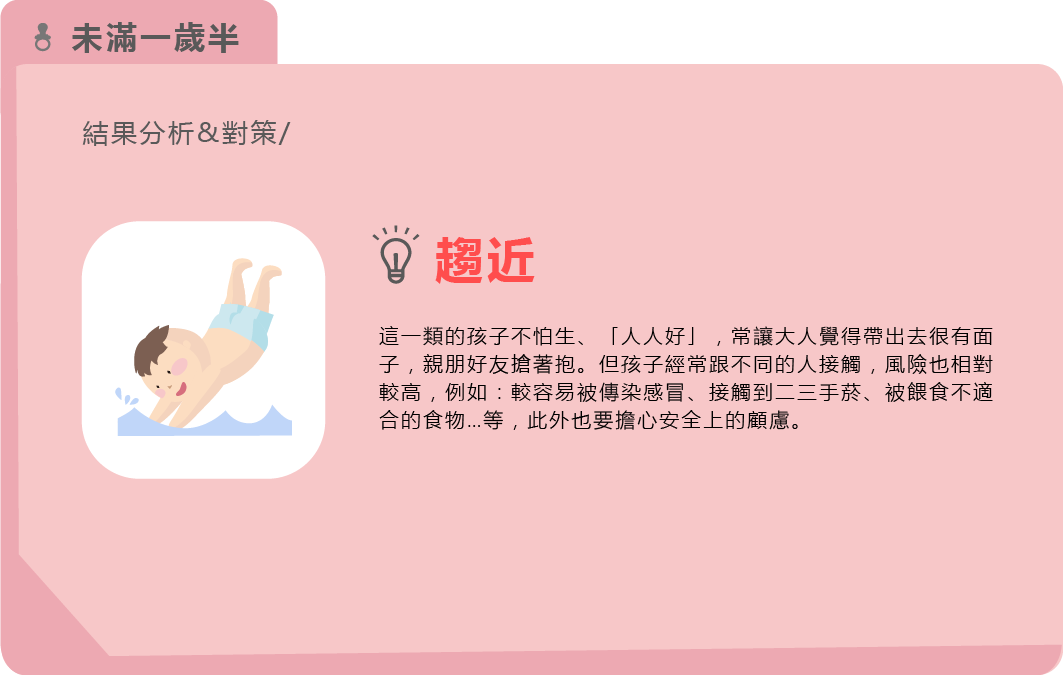 未滿一歲半
結果分析&對策/
趨近
這一類的孩子不怕生、「人人好」，常讓大人覺得帶出去很有面
子，親朋好友搶著抱。但孩子經常跟不同的人接觸，風險也相對
較高，例如：較容易被傳染感冒、接觸到二三手菸、被餵食不適
合的食物...等，此外也要擔心安全上的顧慮。